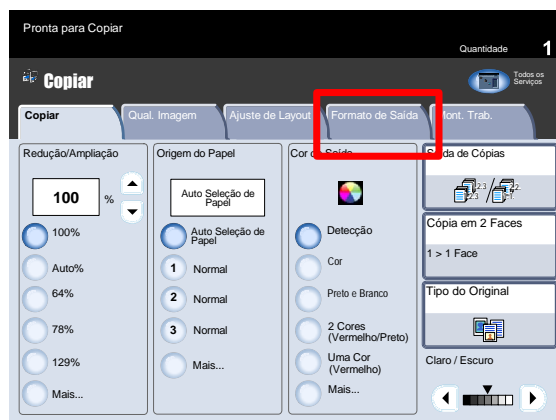 Pronta para Copiar
Quantidade 1
Copiar
Todos os
Serviços
Copiar
Qual. Imagem
Ajuste de Layout
Formato de Saída
Mont. Trab.
Redução/Ampliação
100 %
100%
Auto%
64%
78%
129%
Mais...
Origem do Papel
Auto Seleção de
Papel
Auto Seleção de
Papel
1 Normal
2 Normal
3 Normal
Mais...
Detecção
Cor
Preto e Branco
2 Cores
(Vermelho/Preto)
Uma Cor
(Vermelho)
Mais...
de Cópias
Cópia em 2 Faces
1 > 1 Face
Tipo do Original
Claro / Escuro